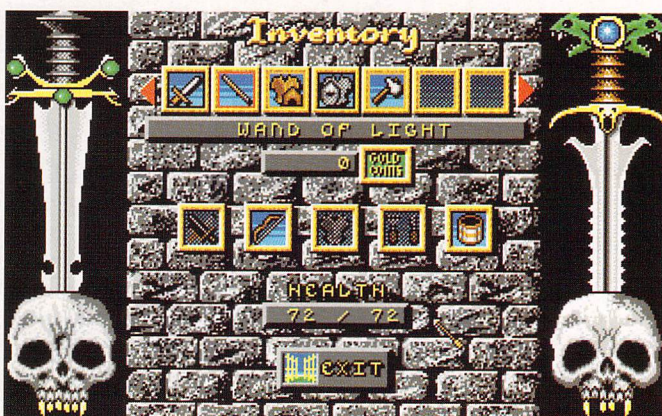 Inventory
WAND OF LIGHT
0 GOLD COINS
HEALTH
72 / 72
EXIT